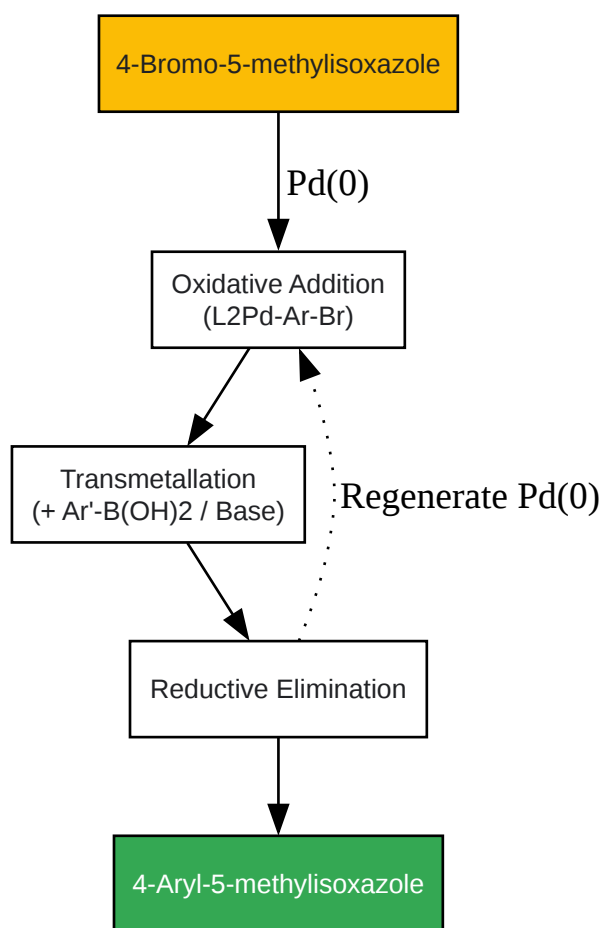 4-Bromo-5-methylisoxazole
Pd(0)
Oxidative Addition
(L2Pd-Ar-Br)
Transmetallation
(+ Ar'-B(OH)2 / Base)
Regenerate Pd(0)
Reductive Elimination
4-Aryl-5-methylisoxazole